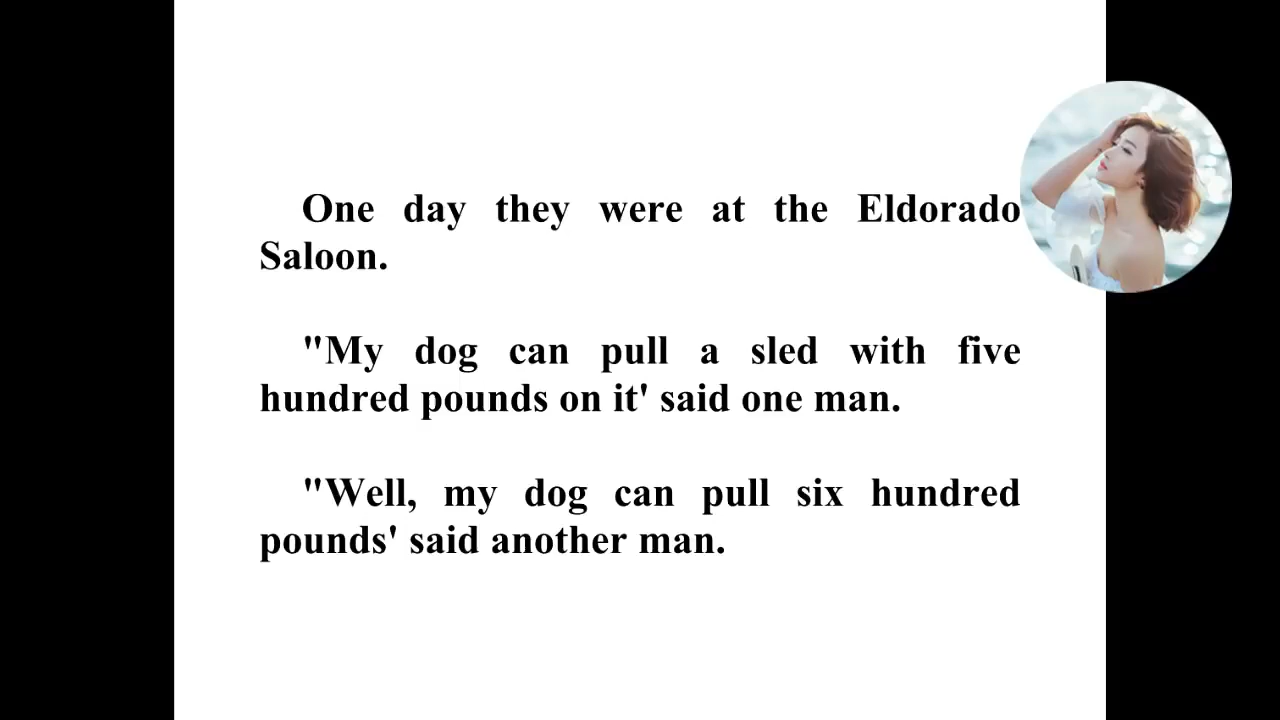 One day they were at the Eldorado
Saloon.
"My dog can pull a sled with five
hundred pounds on it' said one man.
"Well, my dog can pull six hundred
pounds' said another man.